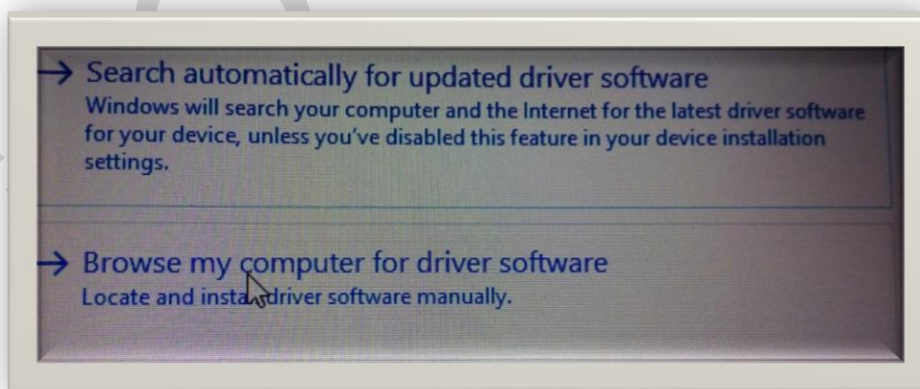 Search automatically for updated driver software
Windows will search your computer and the Internet for the latest driver software
for your device, unless you've disabled this feature in your device installation
settings.
Browse my computer for driver software
Locate and install driver software manually.